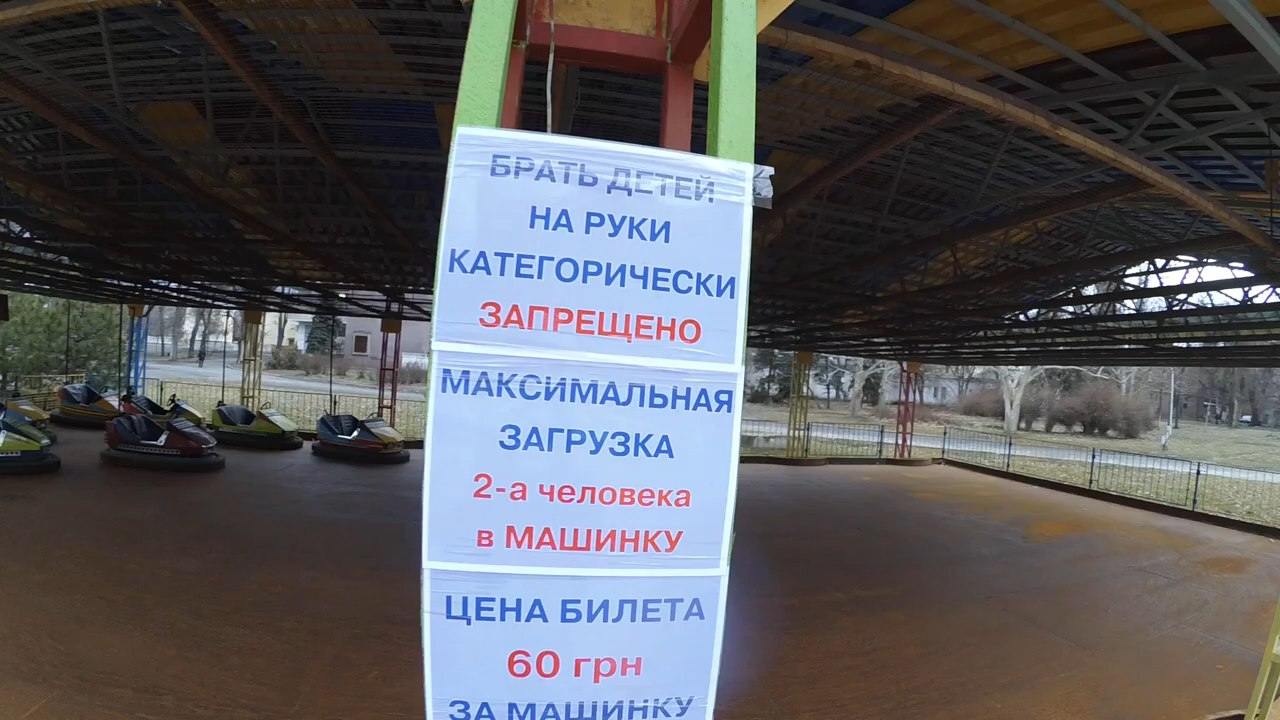 БРАТЬ ДЕТЕЙ
НА РУКИ
КАТЕГОРИЧЕСКИ
ЗАПРЕЩЕНО
МАКСИМАЛЬНАЯ
ЗАГРУЗКА
2-а человека
в МАШИНКУ
ЦЕНА БИЛЕТА
60 грн
ЗА МАШИНКУ